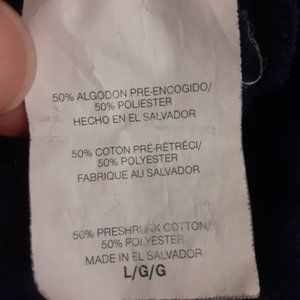 50% ALGODON PRE-ENCOGIDO/
50% POLIESTER
HECHO EN EL SALVADOR
50% COTON PRÉ-RÉTRÉCI/
50% POLYESTER
FABRIQUE AU SALVADOR
50% PRESHRUNK COTTON/
50% POLYESTER
MADE IN EL SALVADOR
L/G/G